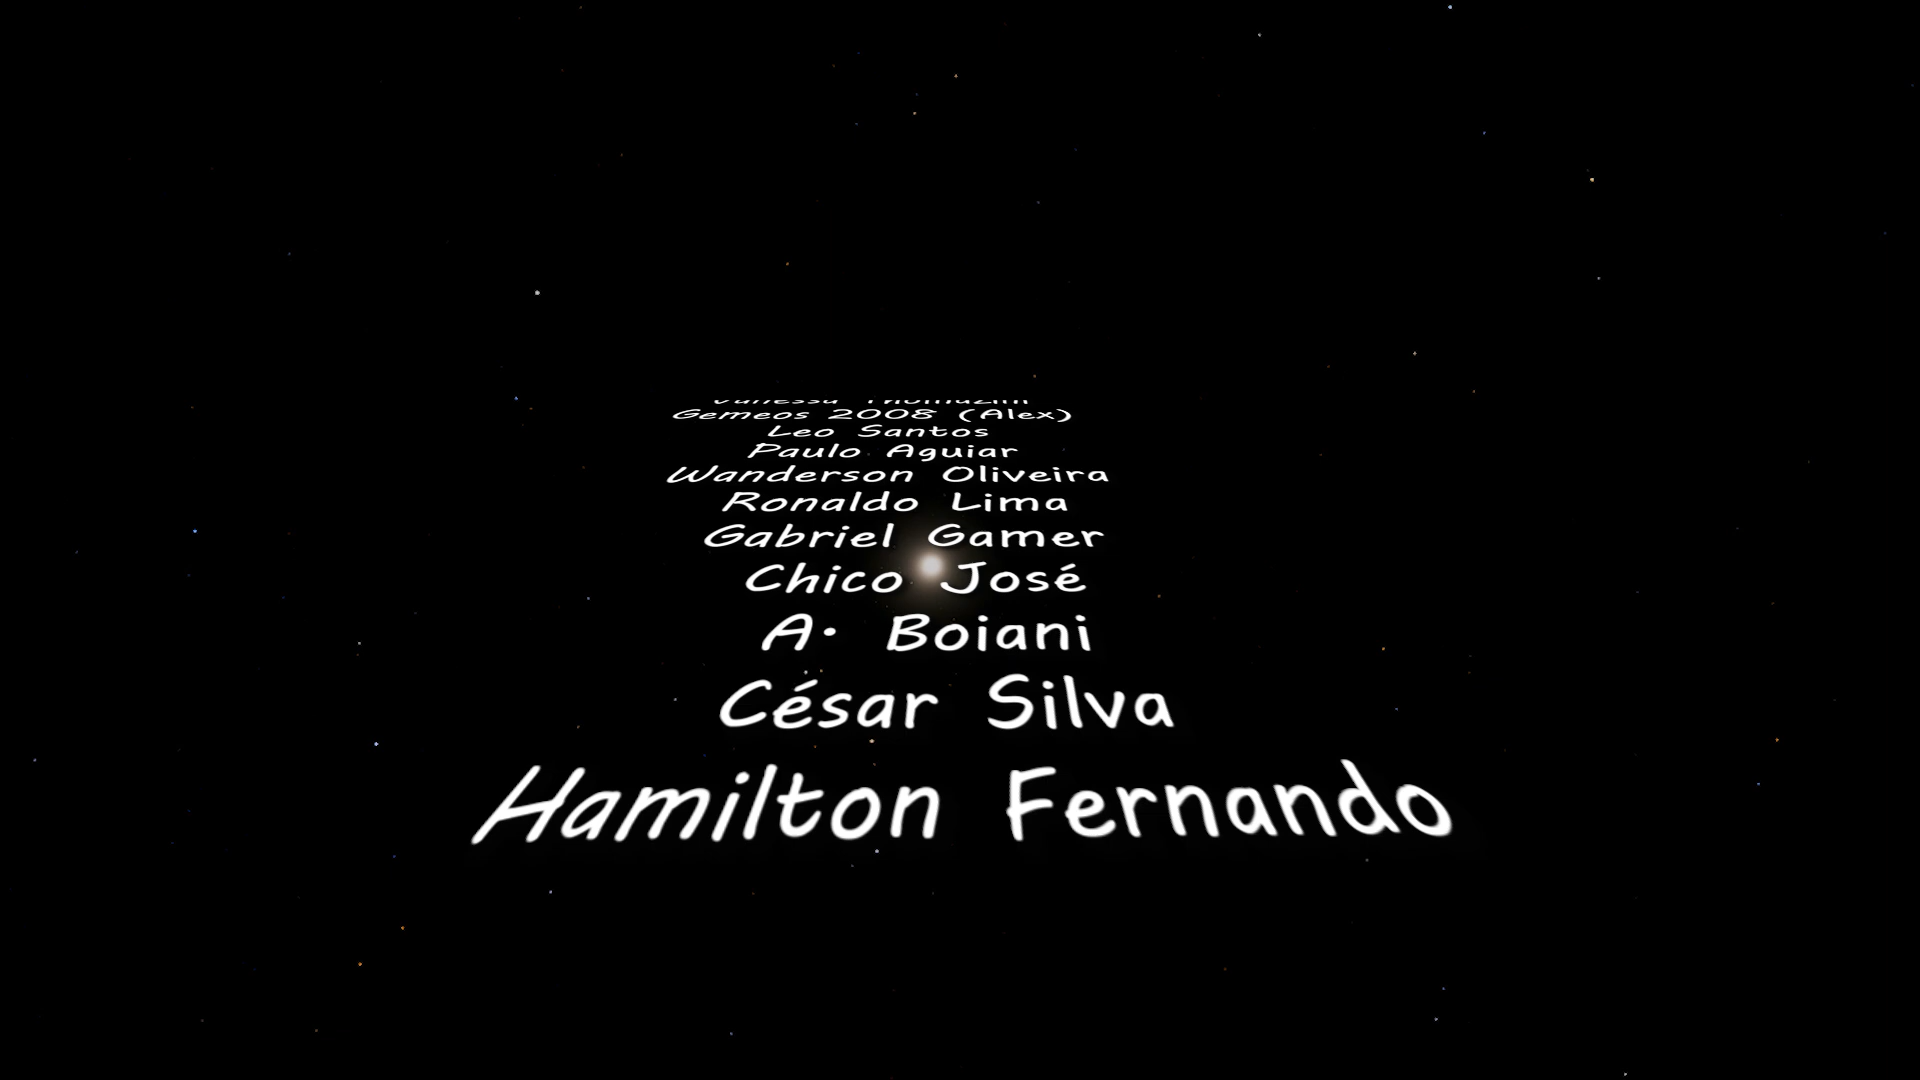 Gemeos 2008 (Alex)
Leo Santos
Paulo Aguiar
Wanderson Oliveira
Ronaldo Lima
Gabriel Gamer
Chico José
A. Boiani
César Silva
Hamilton Fernando